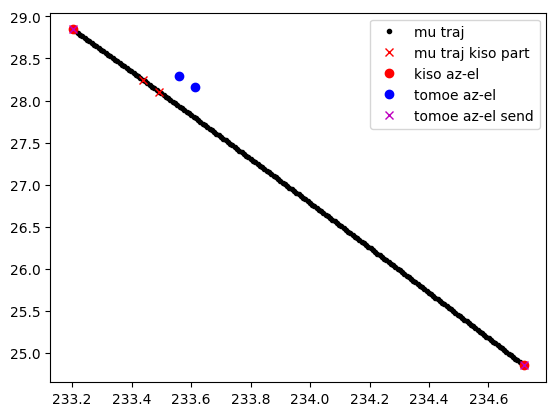 29.0
28.5
28.0
27.5
27.0
26.5
26.0
25.5
25.0
mu traj
mu traj kiso part
kiso az-el
tomoe az-el
tomoe az-el send
233.2 233.4 233.6 233.8 234.0 234.2 234.4 234.6